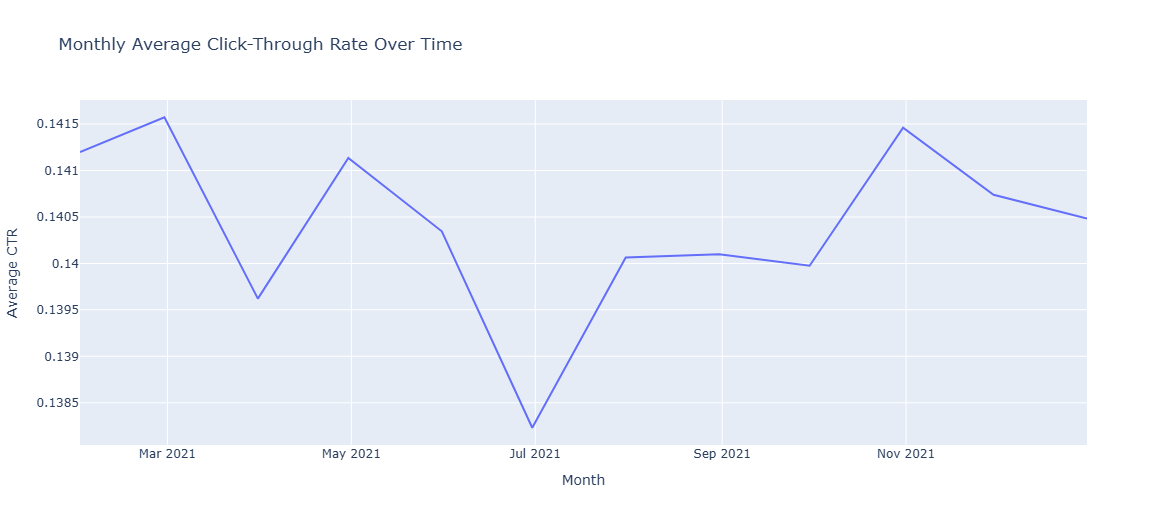 Monthly Average Click-Through Rate Over Time
0.1415
0.141
0.1405
0.14
0.1395
0.139
0.1385
Average CTR
Mar 2021
May 2021
Jul 2021
Sep 2021
Nov 2021
Month